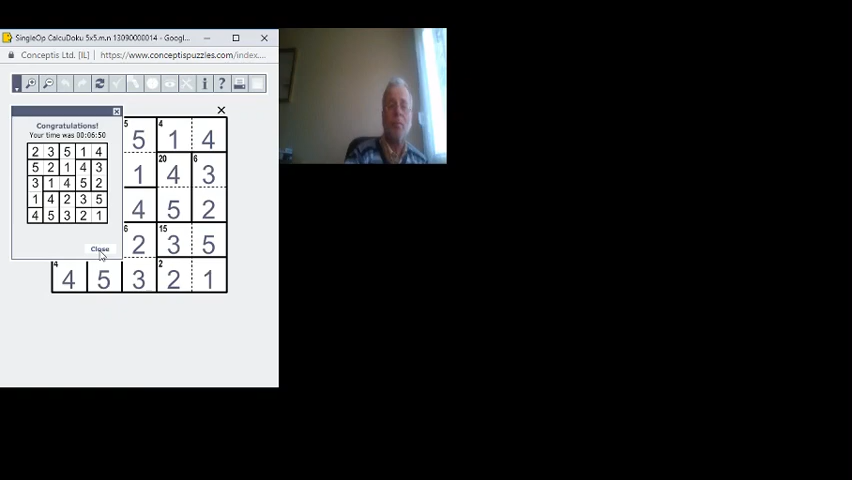 SingleOp CalcuDoku 5x5.m.n 13090000014 - Googl...
Conceptis Ltd. [IL] | https://www.conceptispuzzles.com/index....
Congratulations!
Your time was 00:06:50
2 3 5 1 4
5 2 1 4 3
3 1 4 5 2
1 4 2 3 5
4 5 3 2 1
Close
5 4
5 1 4
20 6
1 4 3
4 5 2
6 15
2 3 5
4 2
4 5 3 2 1